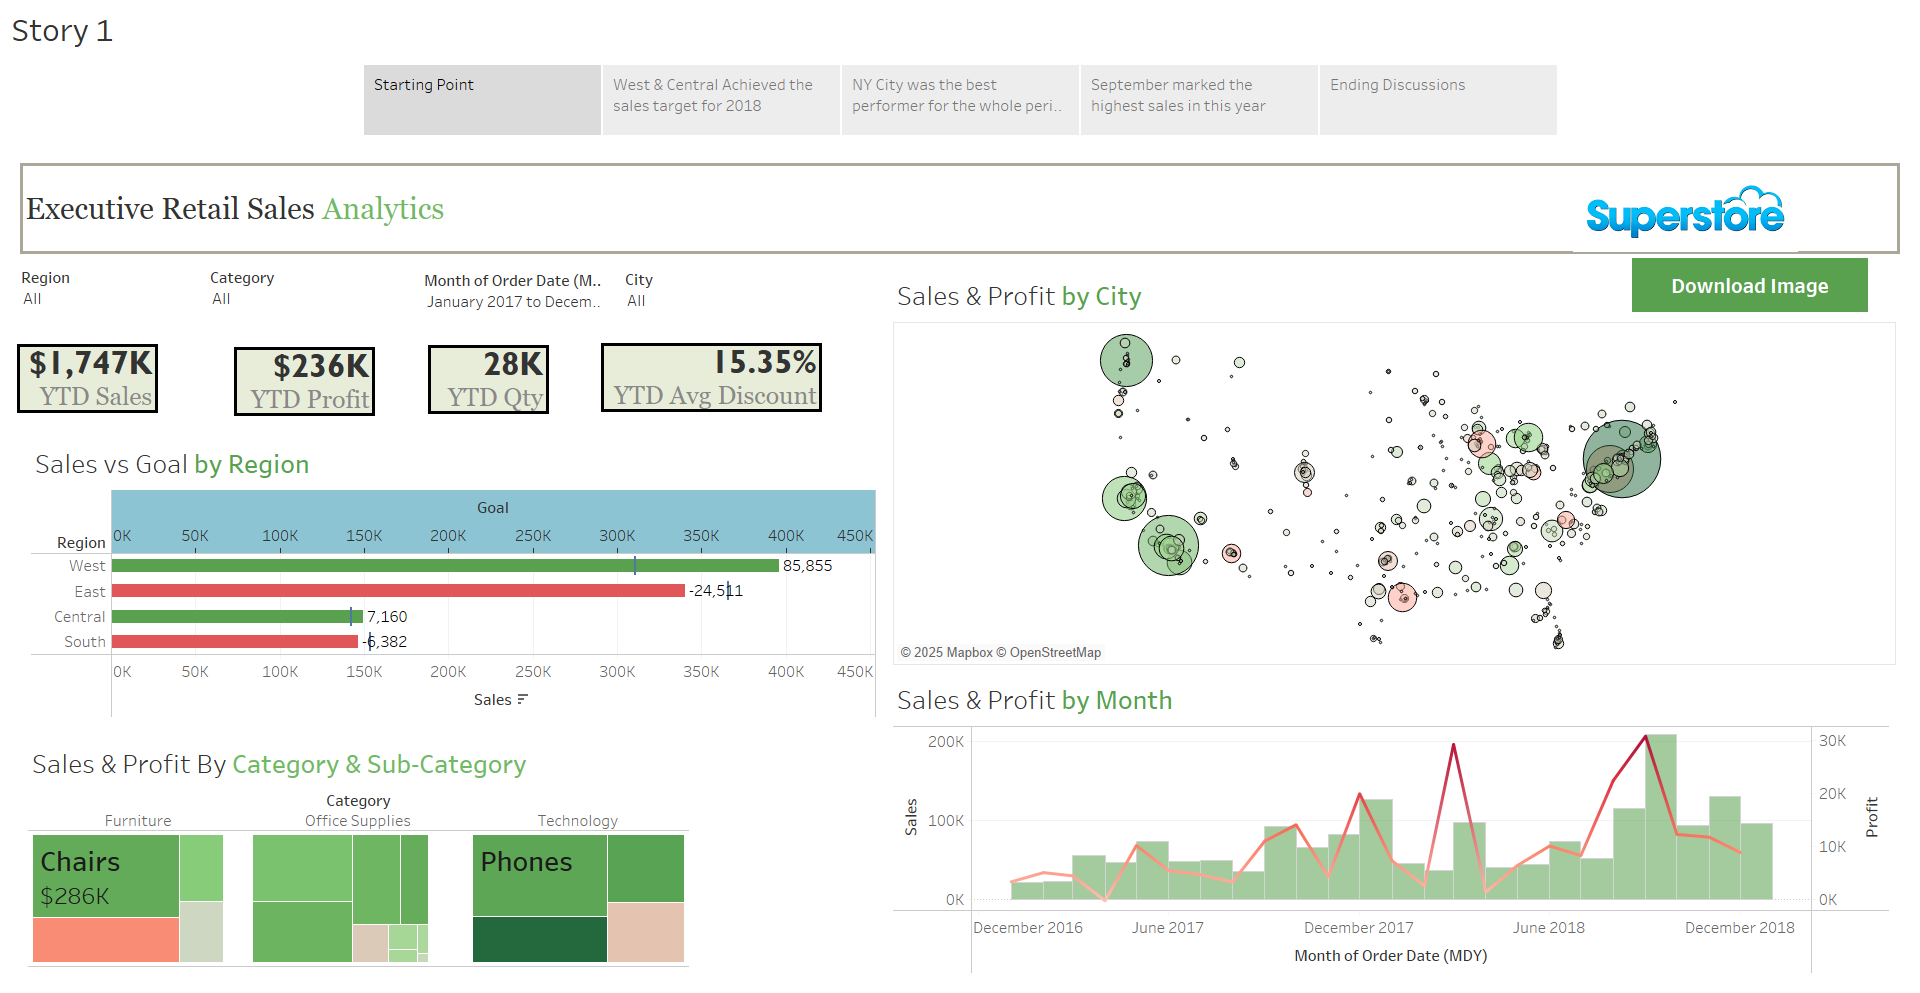 Story 1
Starting Point
West & Central Achieved the
sales target for 2018
NY City was the best
performer for the whole peri..
September marked the
highest sales in this year
Ending Discussions
Executive Retail Sales Analytics
Superstore
Region
All
Category
All
Month of Order Date (M..
January 2017 to Decem..
City
All
Download Image
$1,747K
YTD Sales
$236K
YTD Profit
28K
YTD Qty
15.35%
YTD Avg Discount
Sales vs Goal by Region
Goal
0K 50K 100K 150K 200K 250K 300K 350K 400K 450K
Region
West 85,855
East -24,511
Central 7,160
South -6,382
0K 50K 100K 150K 200K 250K 300K 350K 400K 450K
Sales
Sales & Profit By Category & Sub-Category
Category
Furniture Office Supplies Technology
Chairs
$286K
Phones
Sales & Profit by City
© 2025 Mapbox © OpenStreetMap
Sales & Profit by Month
200K
100K
0K
Sales
30K
20K
10K
0K
Profit
December 2016 June 2017 December 2017 June 2018 December 2018
Month of Order Date (MDY)